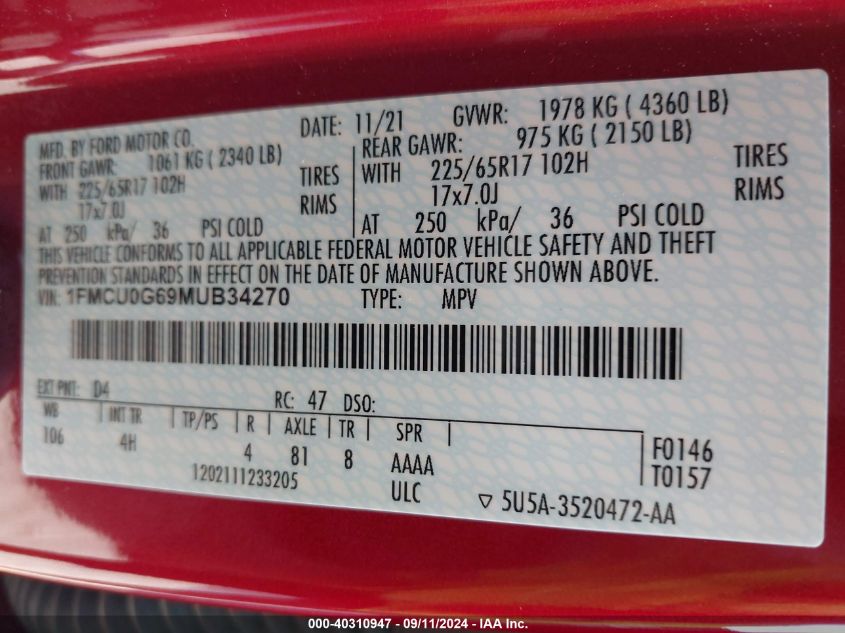 MFD. BY FORD MOTOR CO.
DATE: 11/21
GVWR: 1978 KG ( 4360 LB)
FRONT GAWR: 1061 KG ( 2340 LB)
REAR GAWR: 975 KG ( 2150 LB)
WITH 225/65R17 102H TIRES
WITH 225/65R17 102H TIRES
17x7.0J RIMS
17x7.0J RIMS
AT 250 kPa/ 36 PSI COLD
AT 250 kPa/ 36 PSI COLD
THIS VEHICLE CONFORMS TO ALL APPLICABLE FEDERAL MOTOR VEHICLE SAFETY AND THEFT
PREVENTION STANDARDS IN EFFECT ON THE DATE OF MANUFACTURE SHOWN ABOVE.
VIN: 1FMCU0G69MUB34270 TYPE: MPV
EXT PNT: D4 RC: 47 DSO:
WB | INT TR | TP/PS | R | AXLE | TR | SPR |
106 4H 4 81 8 AAAA
F0146
T0157
1202111233205 ULC
▽ 5U5A-3520472-AA
000-40310947 - 09/11/2024 - IAA Inc.